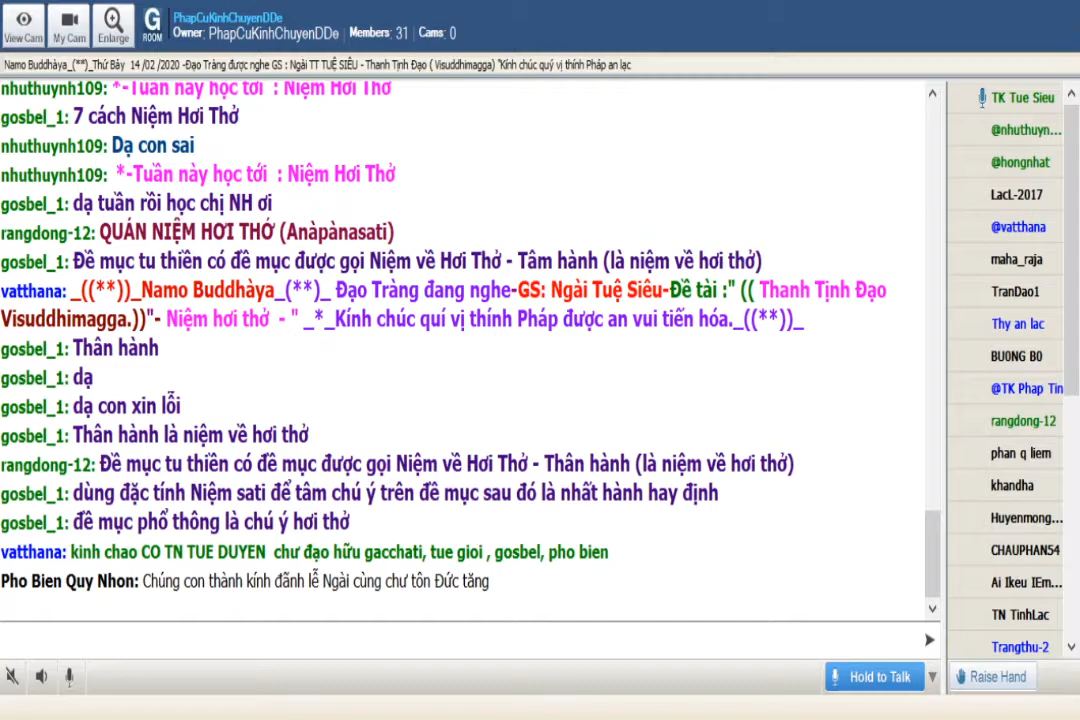 View Cam
My Cam
Enlarge
G
ROOM
PhapCuKinhChuyenDDe
Owner: PhapCuKinhChuyenDDe Members: 31 Cams: 0
Namo Buddhàya_(**)_Thứ Bảy 14 /02 /2020 -Đạo Tràng được nghe GS : Ngài TT TUỆ SIÊU - Thanh Tịnh Đạo ( Visuddhimagga) "Kính chúc quý vị thính Pháp an lạc
nhuthuynh109: *-Tuần này học tới : Niệm Hơi Thở
gosbel_1: 7 cách Niệm Hơi Thở
nhuthuynh109: Dạ con sai
nhuthuynh109: *-Tuần này học tới : Niệm Hơi Thở
gosbel_1: dạ tuần rồi học chị NH ơi
rangdong-12: QUÁN NIỆM HƠI THỞ (Anàpànasati)
gosbel_1: Đề mục tu thiền có đề mục được gọi Niệm về Hơi Thở - Tâm hành (là niệm về hơi thở)
vatthana: _((**))_Namo Buddhàya_(**)_ Đạo Tràng đang nghe-GS: Ngài Tuệ Siêu-Đề tài :" (( Thanh Tịnh Đạo
Visuddhimagga.))"- Niệm hơi thở - " _*_Kính chúc quí vị thính Pháp được an vui tiến hóa._((**))_
gosbel_1: Thân hành
gosbel_1: dạ
gosbel_1: dạ con xin lỗi
gosbel_1: Thân hành là niệm về hơi thở
rangdong-12: Đề mục tu thiền có đề mục được gọi Niệm về Hơi Thở - Thân hành (là niệm về hơi thở)
gosbel_1: dùng đặc tính Niệm sati để tâm chú ý trên đề mục sau đó là nhất hành hay định
gosbel_1: đề mục phổ thông là chú ý hơi thở
vatthana: kinh chao CO TN TUE DUYEN chư đạo hữu gacchati, tue gioi , gosbel, pho bien
Pho Bien Quy Nhon: Chúng con thành kính đãnh lễ Ngài cùng chư tôn Đức tăng
TK Tue Sieu
@nhuthuyn...
@hongnhat
LacL-2017
@vatthana
maha_raja
TranDao1
Thy an lac
BUONG BO
@TK Phap Tin
rangdong-12
phan q liem
khandha
Huyenmong...
CHAUPHAN54
Ai Ikeu IEm...
TN TinhLac
Trangthu-2
Hold to Talk
Raise Hand